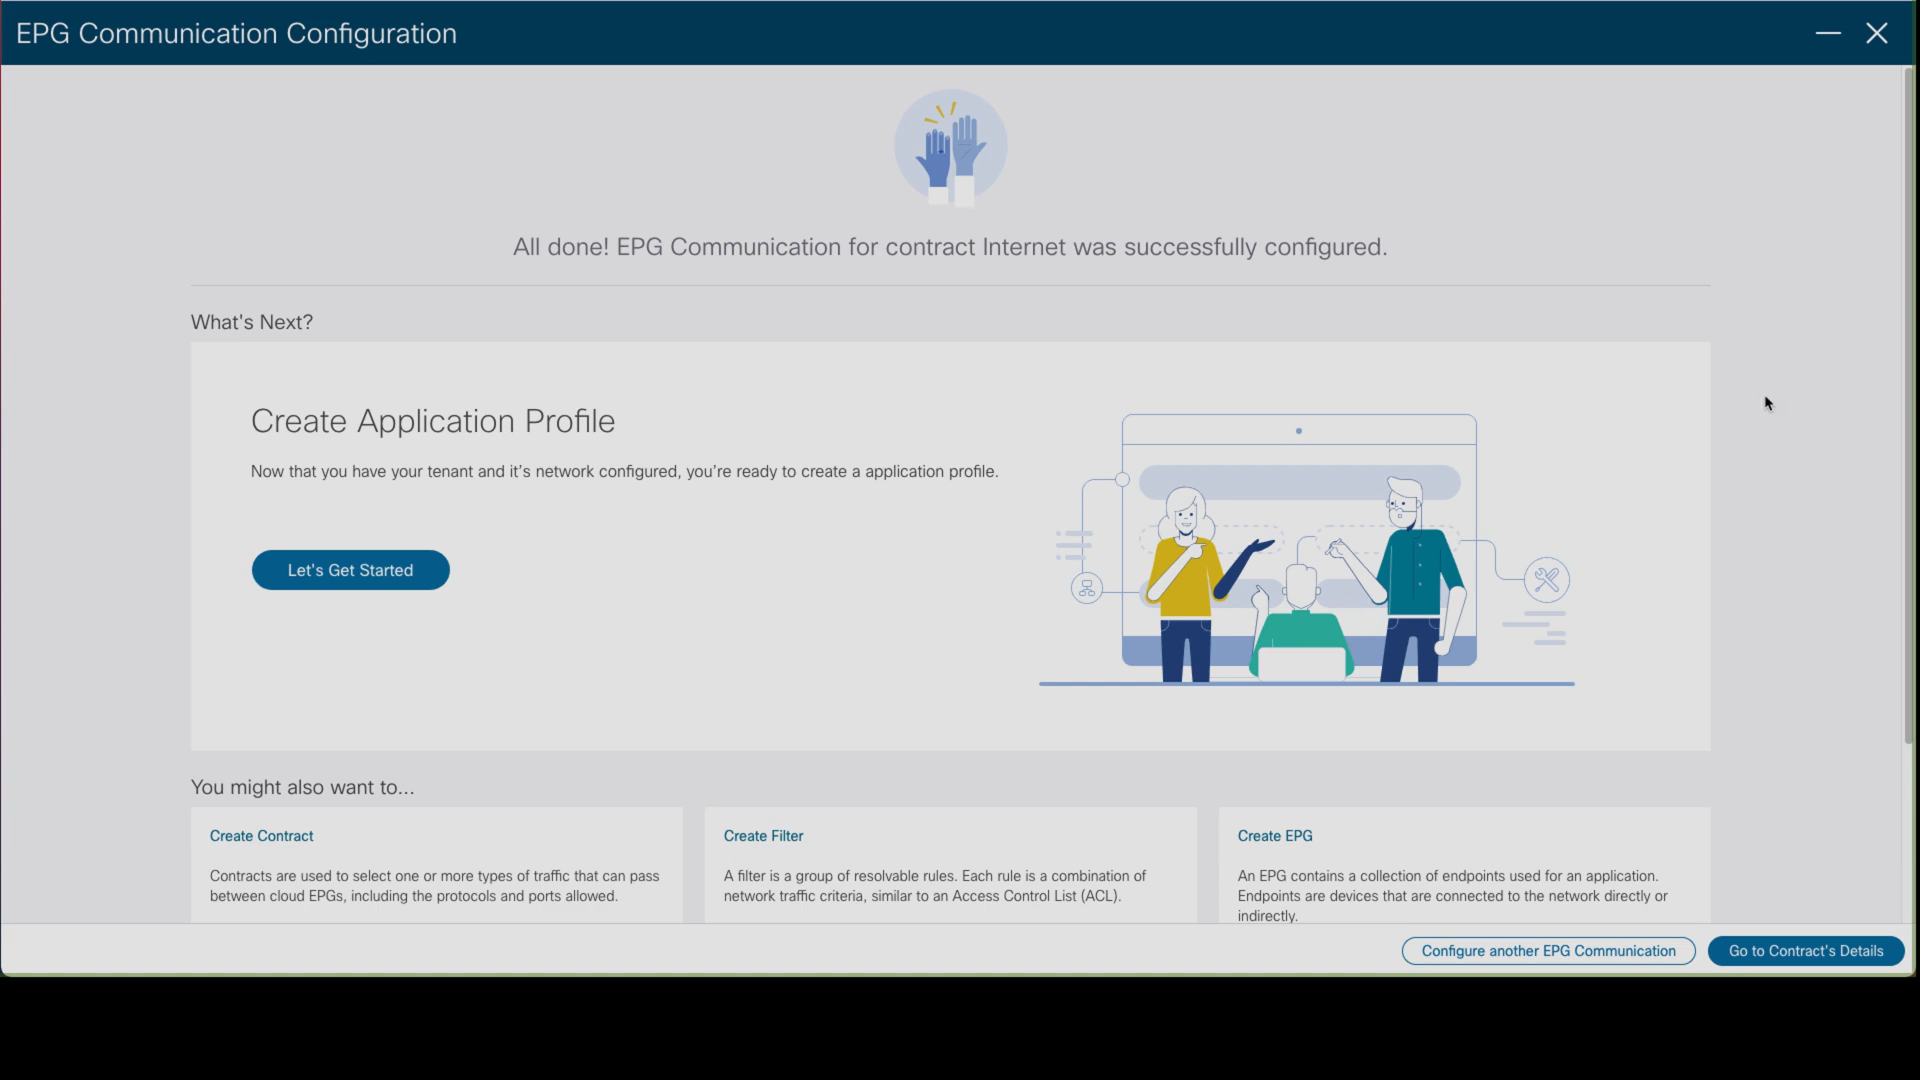 EPG Communication Configuration
All done! EPG Communication for contract Internet was successfully configured.
What's Next?
Create Application Profile
Now that you have your tenant and it's network configured, you're ready to create a application profile.
Let's Get Started
You might also want to...
Create Contract
Contracts are used to select one or more types of traffic that can pass
between cloud EPGs, including the protocols and ports allowed.
Create Filter
A filter is a group of resolvable rules. Each rule is a combination of
network traffic criteria, similar to an Access Control List (ACL).
Create EPG
An EPG contains a collection of endpoints used for an application.
Endpoints are devices that are connected to the network directly or
indirectly.
Configure another EPG Communication
Go to Contract's Details